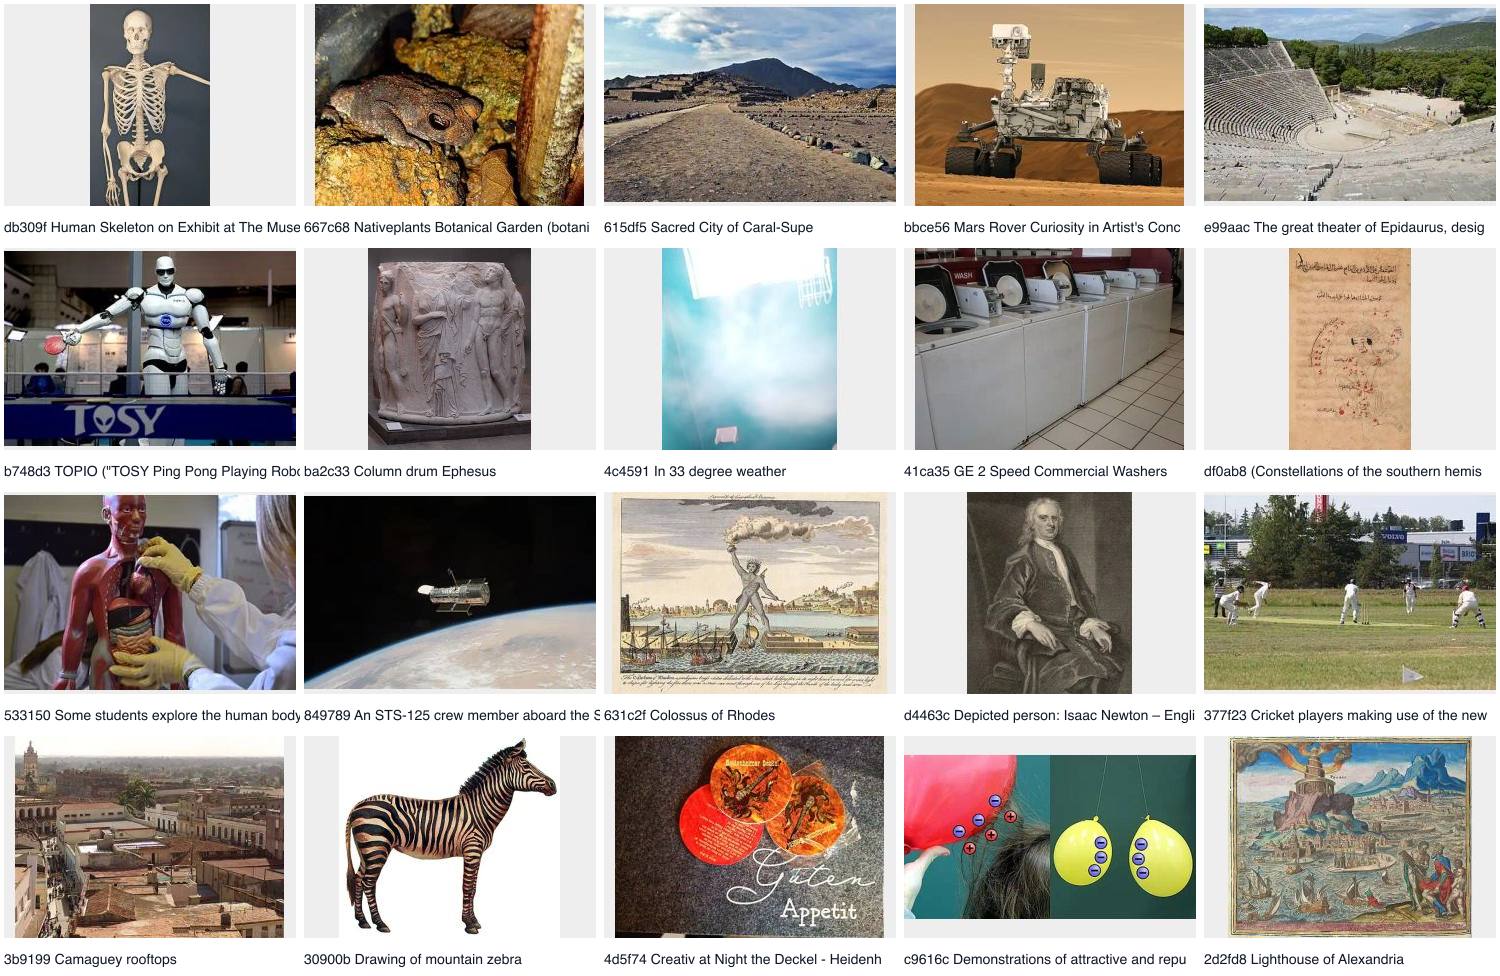 db309f Human Skeleton on Exhibit at The Muse
667c68 Nativeplants Botanical Garden (botani
615df5 Sacred City of Caral-Supe
bbce56 Mars Rover Curiosity in Artist's Conc
e99aac The great theater of Epidaurus, desig
TOSY
WASH
b748d3 TOPIO ("TOSY Ping Pong Playing Robo
ba2c33 Column drum Ephesus
4c4591 In 33 degree weather
41ca35 GE 2 Speed Commercial Washers
df0ab8 (Constellations of the southern hemis
VOLVO
533150 Some students explore the human body
849789 An STS-125 crew member aboard the S
631c2f Colossus of Rhodes
d4463c Depicted person: Isaac Newton – Engli
377f23 Cricket players making use of the new
Guten
Appetit
3b9199 Camaguey rooftops
30900b Drawing of mountain zebra
4d5f74 Creativ at Night the Deckel - Heidenh
c9616c Demonstrations of attractive and repu
2d2fd8 Lighthouse of Alexandria